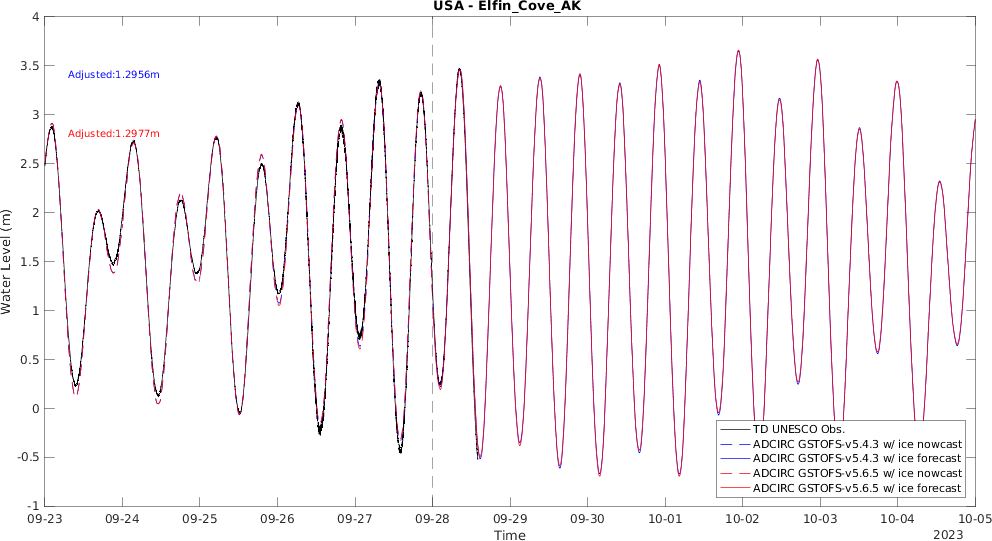 USA - Elfin_Cove_AK
4
3.5
3
2.5
2
1.5
1
0.5
0
-0.5
-1
Water Level (m)
Adjusted:1.2956m
Adjusted:1.2977m
TD UNESCO Obs.
ADCIRC GSTOFS-v5.4.3 w/ ice nowcast
ADCIRC GSTOFS-v5.4.3 w/ ice forecast
ADCIRC GSTOFS-v5.6.5 w/ ice nowcast
ADCIRC GSTOFS-v5.6.5 w/ ice forecast
09-23 09-24 09-25 09-26 09-27 09-28 09-29 09-30 10-01 10-02 10-03 10-04 10-05
Time
2023